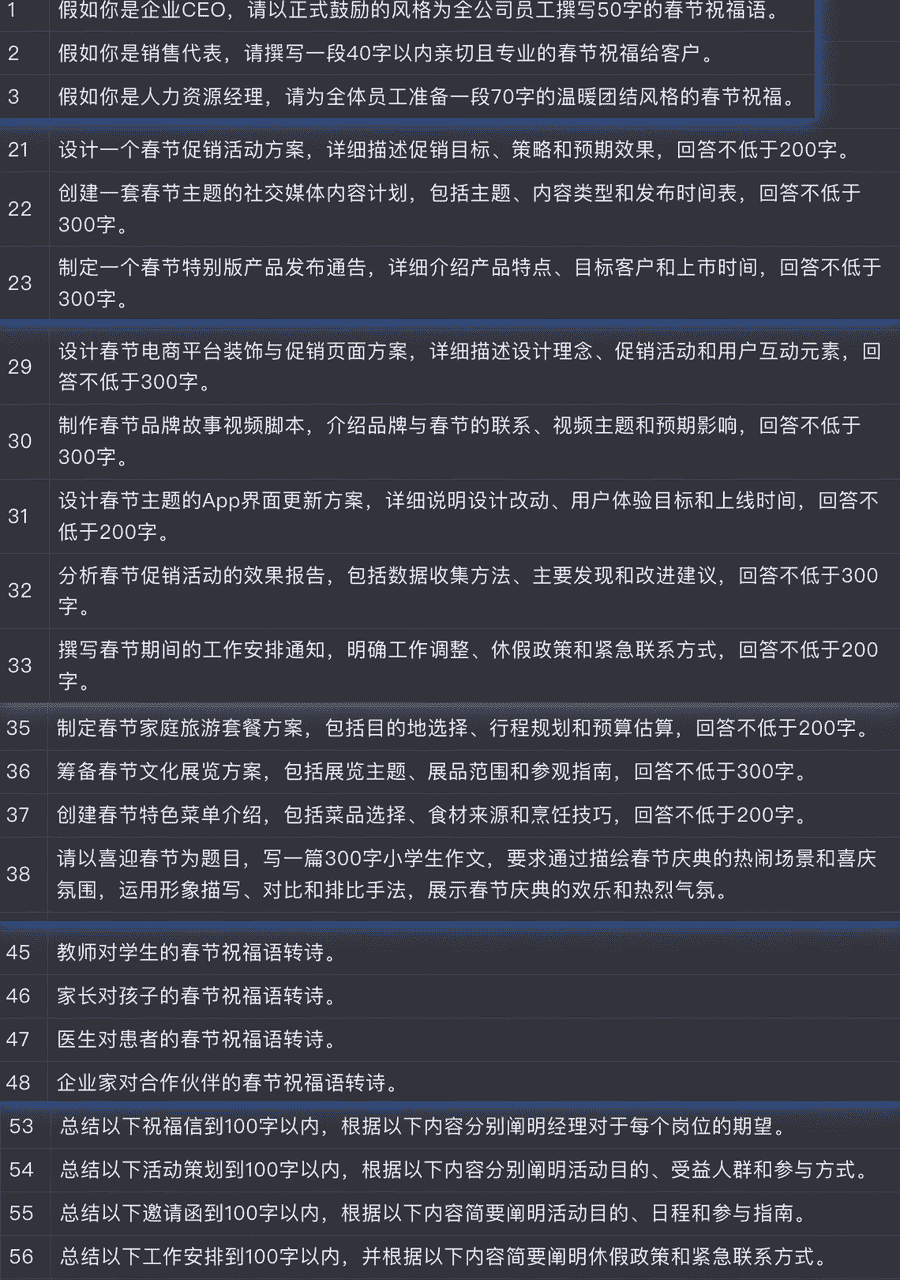 1 假如你是企业CEO，请以正式鼓励的风格为全公司员工撰写50字的春节祝福语。
2 假如你是销售代表，请撰写一段40字以内亲切且专业的春节祝福给客户。
3 假如你是人力资源经理，请为全体员工准备一段70字的温暖团结风格的春节祝福。
21 设计一个春节促销活动方案，详细描述促销目标、策略和预期效果，回答不低于200字。
22 创建一套春节主题的社交媒体内容计划，包括主题、内容类型和发布时间表，回答不低于
300字。
23 制定一个春节特别版产品发布通告，详细介绍产品特点、目标客户和上市时间，回答不低于
300字。
29 设计春节电商平台装饰与促销页面方案，详细描述设计理念、促销活动和用户互动元素，回
答不低于300字。
30 制作春节品牌故事视频脚本，介绍品牌与春节的联系、视频主题和预期影响，回答不低于
300字。
31 设计春节主题的App界面更新方案，详细说明设计改动、用户体验目标和上线时间，回答不
低于200字。
32 分析春节促销活动的效果报告，包括数据收集方法、主要发现和改进建议，回答不低于300
字。
33 撰写春节期间的工作安排通知，明确工作调整、休假政策和紧急联系方式，回答不低于200
字。
35 制定春节家庭旅游套餐方案，包括目的地选择、行程规划和预算估算，回答不低于200字。
36 筹备春节文化展览方案，包括展览主题、展品范围和参观指南，回答不低于300字。
37 创建春节特色菜单介绍，包括菜品选择、食材来源和烹饪技巧，回答不低于200字。
38 请以喜迎春节为题目，写一篇300字小学生作文，要求通过描绘春节庆典的热闹场景和喜庆
氛围，运用形象描写、对比和排比手法，展示春节庆典的欢乐和热烈气氛。
45 教师对学生的春节祝福语转诗。
46 家长对孩子的春节祝福语转诗。
47 医生对患者的春节祝福语转诗。
48 企业家对合作伙伴的春节祝福语转诗。
53 总结以下祝福信到100字以内，根据以下内容分别阐明经理对于每个岗位的期望。
54 总结以下活动策划到100字以内，根据以下内容分别阐明活动目的、受益人群和参与方式。
55 总结以下邀请函到100字以内，根据以下内容简要阐明活动目的、日程和参与指南。
56 总结以下工作安排到100字以内，并根据以下内容简要阐明休假政策和紧急联系方式。